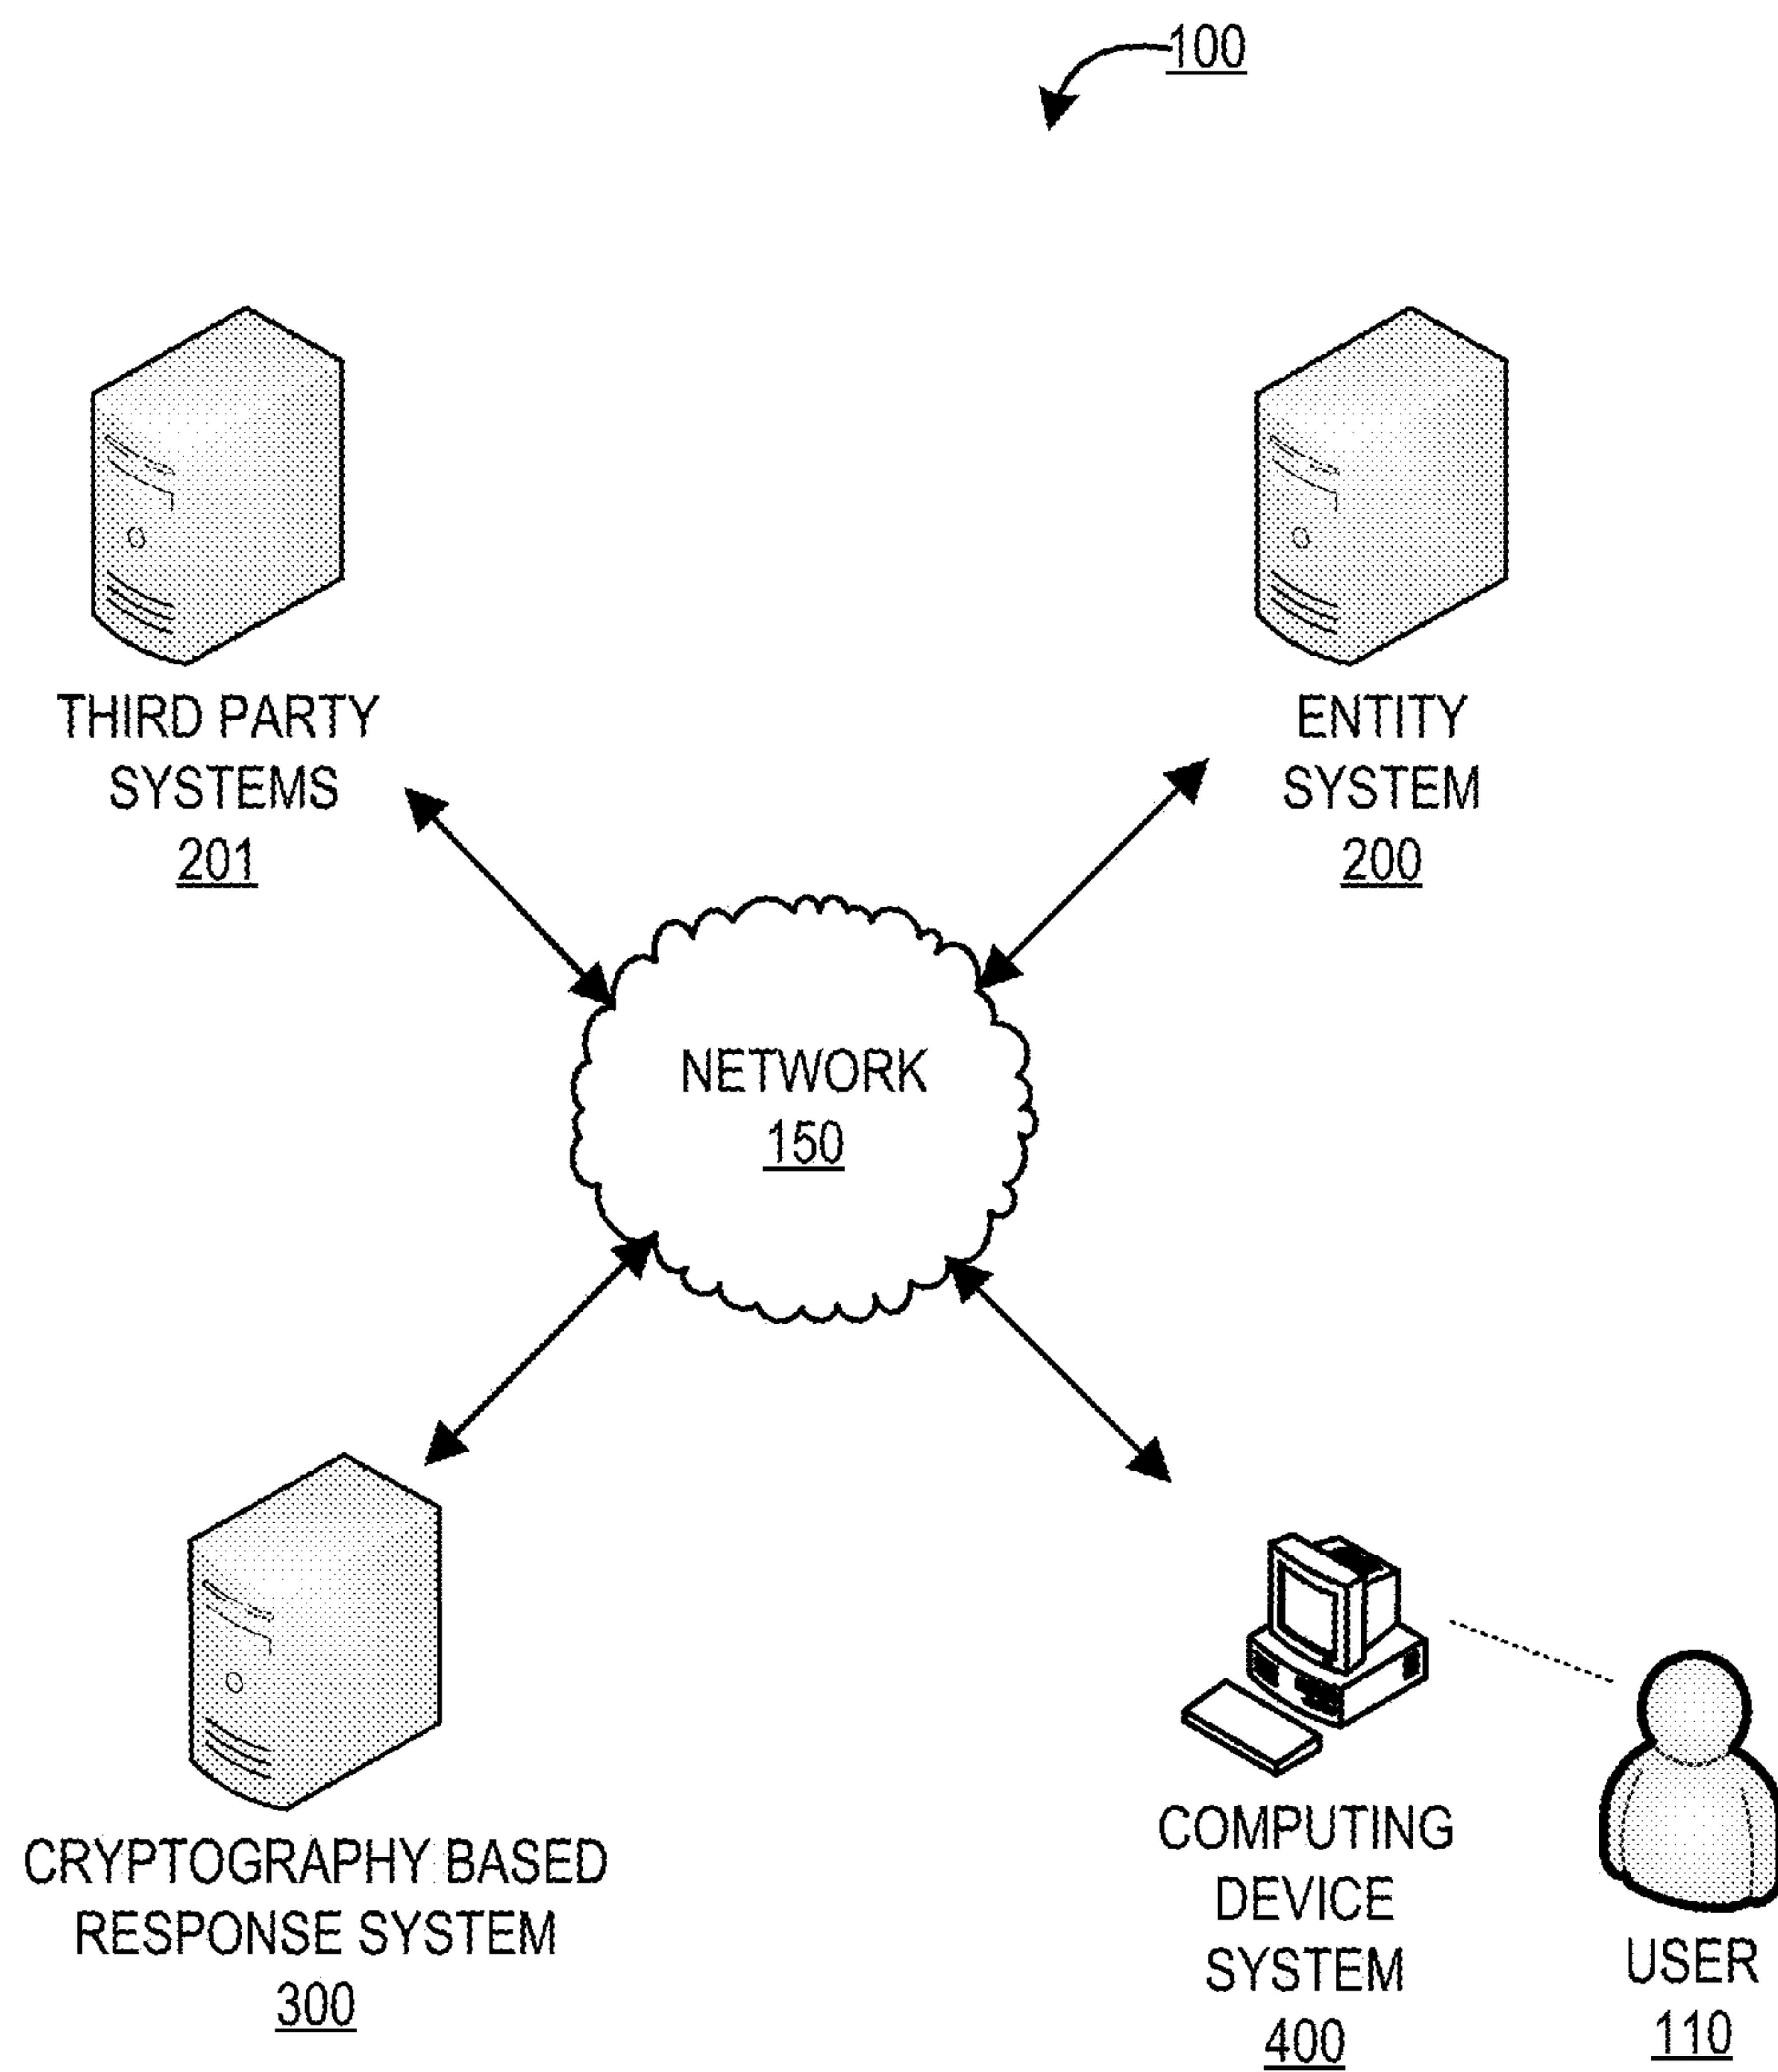 100
THIRD PARTY
SYSTEMS
201
ENTITY
SYSTEM
200
NETWORK
150
CRYPTOGRAPHY BASED
RESPONSE SYSTEM
300
COMPUTING
DEVICE
SYSTEM
400
USER
110